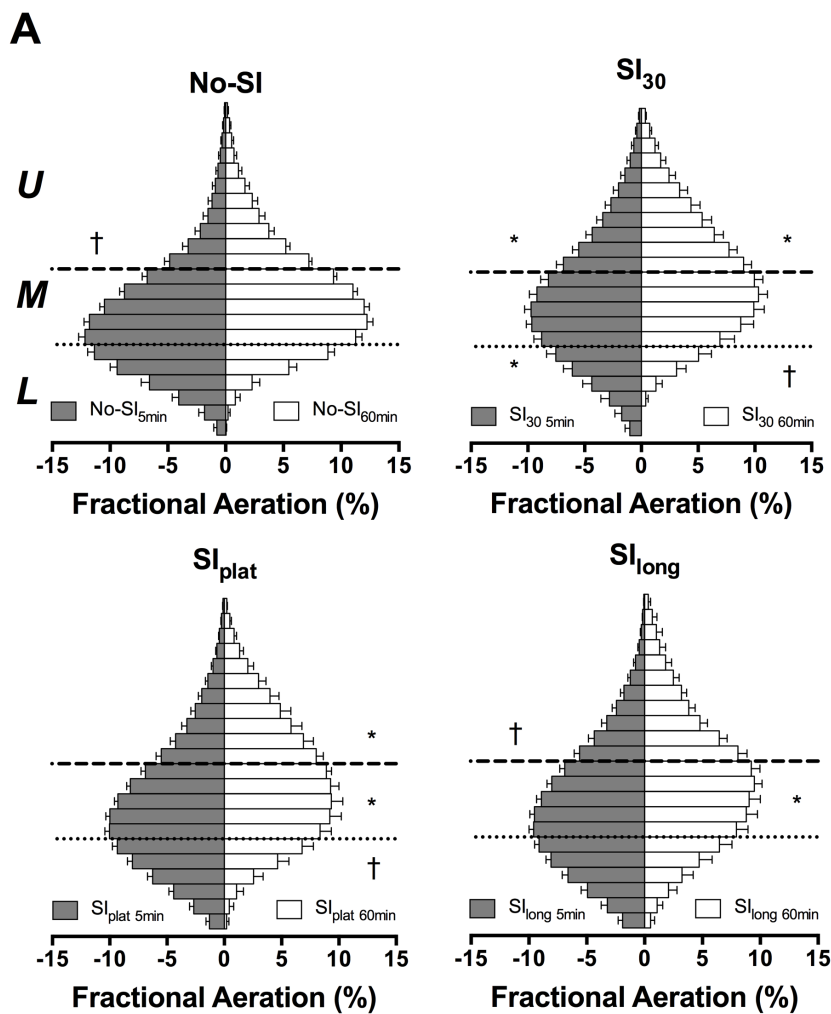 A
No-SI
SI30
U
M
L
†
*
*
*
†
No-SI5min
No-SI60min
SI30 5min
SI30 60min
-15 -10 -5 0 5 10 15
-15 -10 -5 0 5 10 15
Fractional Aeration (%)
Fractional Aeration (%)
SIplat
SIlong
*
*
†
†
*
SIplat 5min
SIplat 60min
SIlong 5min
SIlong 60min
-15 -10 -5 0 5 10 15
-15 -10 -5 0 5 10 15
Fractional Aeration (%)
Fractional Aeration (%)